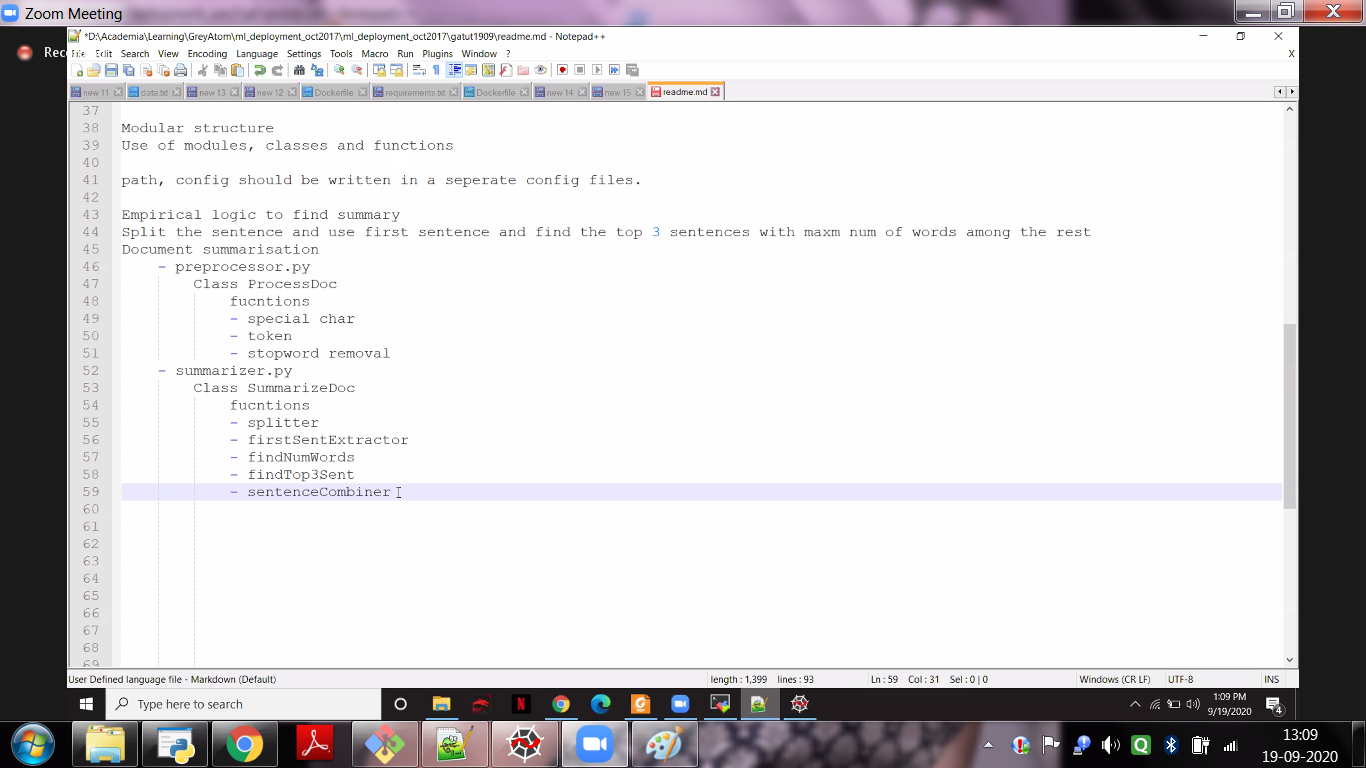 Zoom Meeting
*D:\Academia\Learning\GreyAtom\ml_deployment_oct2017\ml_deployment_oct2017\gatut1909\readme.md - Notepad++
File Edit Search View Encoding Language Settings Tools Macro Run Plugins Window ? X
new 11 data.txt new 13 new 12 Dockerfile requirements.txt Dockerfile new 14 new 15 readme.md
37
38 Modular structure
39 Use of modules, classes and functions
40
41 path, config should be written in a seperate config files.
42
43 Empirical logic to find summary
44 Split the sentence and use first sentence and find the top 3 sentences with maxm num of words among the rest
45 Document summarisation
46 - preprocessor.py
47 Class ProcessDoc
48 fucntions
49 - special char
50 - token
51 - stopword removal
52 - summarizer.py
53 Class SummarizeDoc
54 fucntions
55 - splitter
56 - firstSentExtractor
57 - findNumWords
58 - findTop3Sent
59 - sentenceCombiner
60
61
62
63
64
65
66
67
68
69
User Defined language file - Markdown (Default) length : 1,399 lines : 93 Ln : 59 Col : 31 Sel : 0 | 0 Windows (CR LF) UTF-8 INS
Type here to search
1:09 PM
9/19/2020
4
13:09
19-09-2020